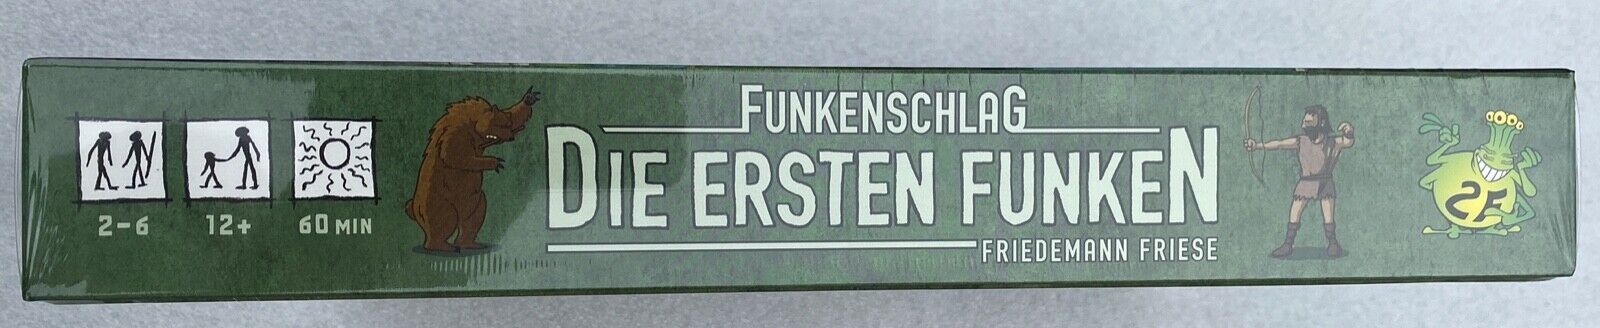 FUNKENSCHLAG
DIE ERSTEN FUNKEN
FRIEDEMANN FRIESE
2-6
12+
60 MIN
2F